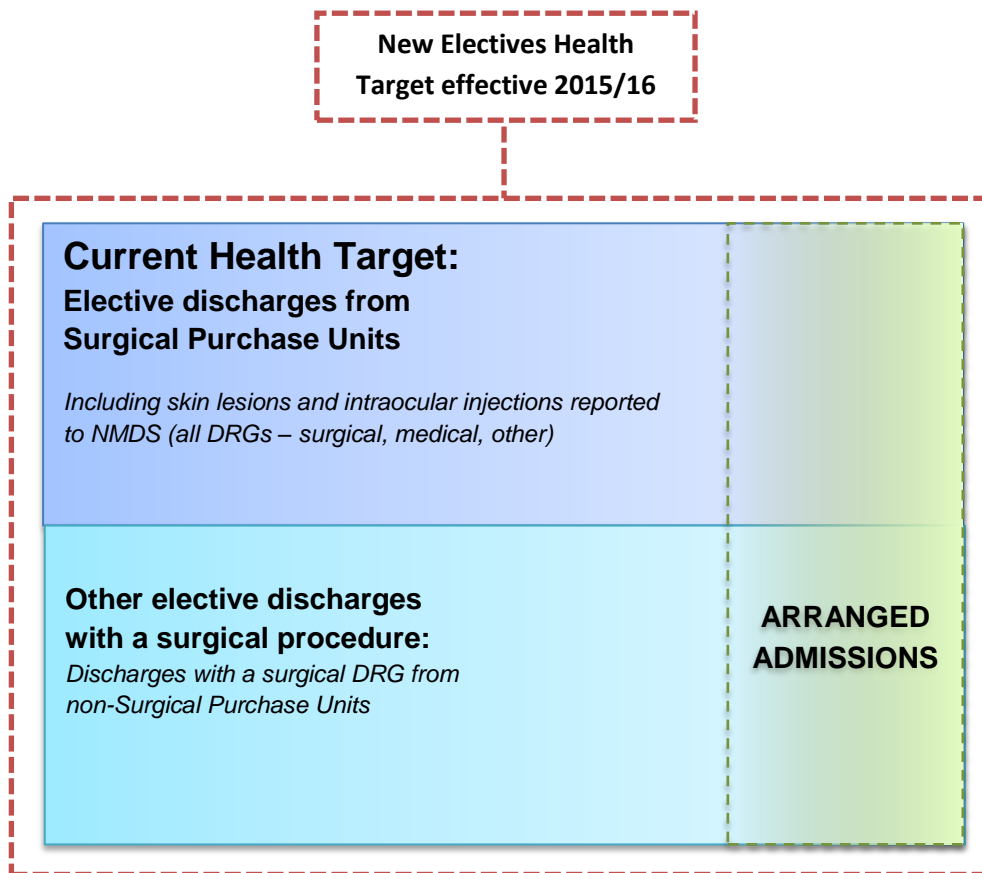 New Electives Health
Target effective 2015/16
Current Health Target:
Elective discharges from
Surgical Purchase Units
Including skin lesions and intraocular injections reported
to NMDS (all DRGs – surgical, medical, other)
Other elective discharges
with a surgical procedure:
Discharges with a surgical DRG from
non-Surgical Purchase Units
ARRANGED
ADMISSIONS